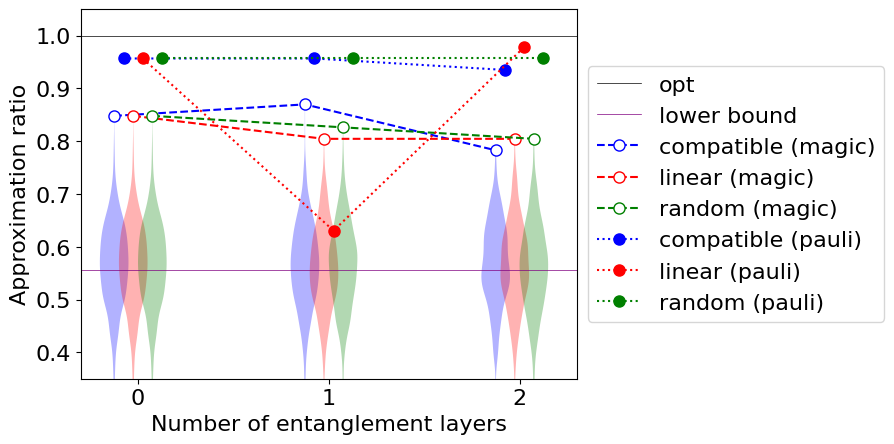 1.0
0.9
0.8
0.7
0.6
0.5
0.4
Approximation ratio
0 1 2
Number of entanglement layers
opt
lower bound
compatible (magic)
linear (magic)
random (magic)
compatible (pauli)
linear (pauli)
random (pauli)